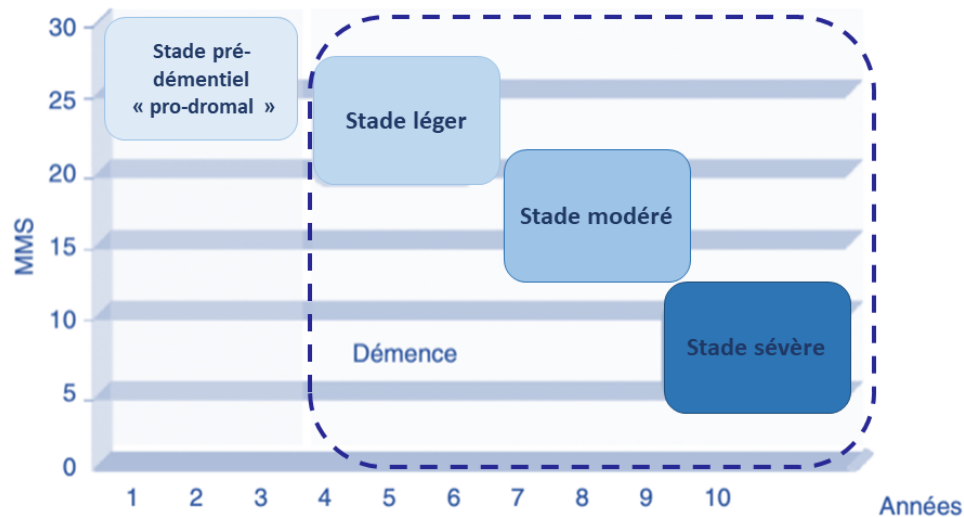 30
25
20
15
10
5
0
MMS
Stade pré-
démentiel
« pro-dromal »
Stade léger
Stade modéré
Stade sévère
Démence
1 2 3 4 5 6 7 8 9 10
Années